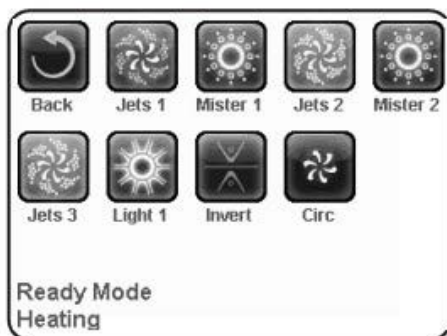 Back Jets 1 Mister 1 Jets 2 Mister 2
Jets 3 Light 1 Invert Circ
Ready Mode
Heating